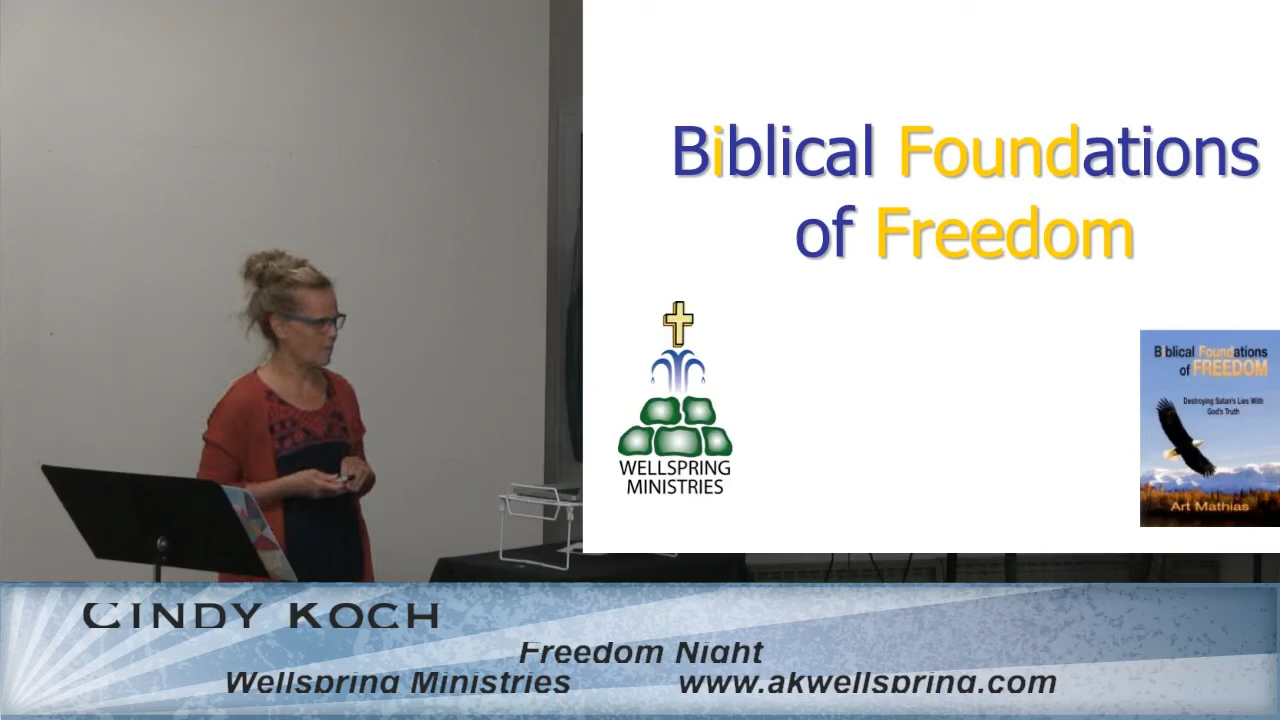 Biblical Foundations
of Freedom
WELLSPRING
MINISTRIES
Biblical Foundations
of FREEDOM
Destroying Satan's Lies With
God's Truth
Art Mathias
CINDY KOCH
Freedom Night
Wellspring Ministries www.akwellspring.com